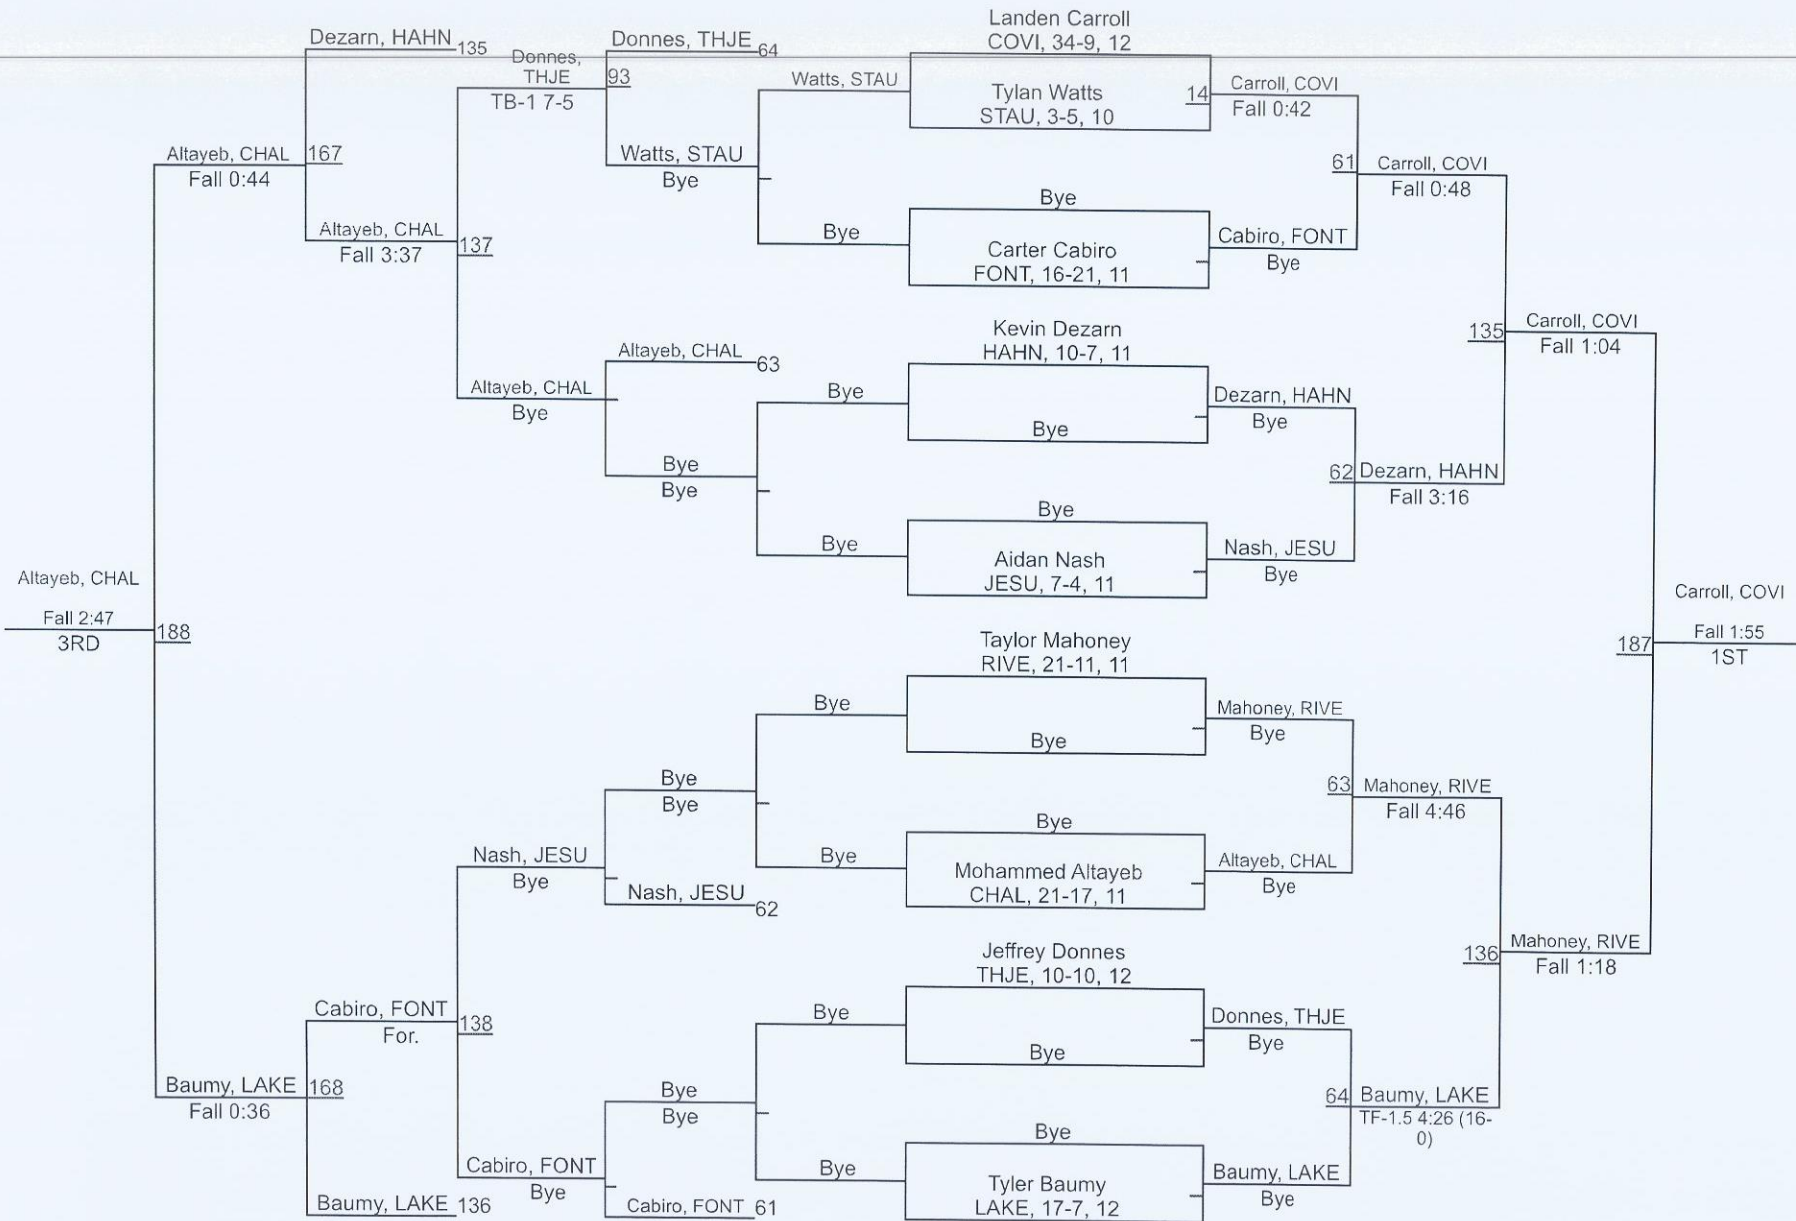 Landen Carroll
COVI, 34-9, 12
Dezarn, HAHN 135
Donnes, THJE 64
Donnes,
THJE
TB-1 7-5
93
Watts, STAU
Tylan Watts
STAU, 3-5, 10
14
Carroll, COVI
Fall 0:42
Altayeb, CHAL
Fall 0:44
167
Watts, STAU
Bye
61
Carroll, COVI
Fall 0:48
Bye
Altayeb, CHAL
Fall 3:37
137
Bye
Carter Cabiro
FONT, 16-21, 11
Cabiro, FONT
Bye
Kevin Dezarn
HAHN, 10-7, 11
135
Carroll, COVI
Fall 1:04
Altayeb, CHAL
63
Altayeb, CHAL
Bye
Bye
Bye
Dezarn, HAHN
Bye
Bye
Bye
62
Dezarn, HAHN
Fall 3:16
Bye
Bye
Aidan Nash
JESU, 7-4, 11
Nash, JESU
Bye
Altayeb, CHAL
Fall 2:47
3RD
188
Carroll, COVI
Fall 1:55
1ST
187
Taylor Mahoney
RIVE, 21-11, 11
Bye
Bye
Mahoney, RIVE
Bye
Bye
Bye
63
Mahoney, RIVE
Fall 4:46
Bye
Nash, JESU
Bye
Bye
Mohammed Altayeb
CHAL, 21-17, 11
Altayeb, CHAL
Bye
Nash, JESU
62
Jeffrey Donnes
THJE, 10-10, 12
136
Mahoney, RIVE
Fall 1:18
Cabiro, FONT
For.
138
Bye
Bye
Donnes, THJE
Bye
Baumy, LAKE
Fall 0:36
168
Bye
Bye
64
Baumy, LAKE
TF-1.5 4:26 (16-
0)
Bye
Cabiro, FONT
Bye
Bye
Tyler Baumy
LAKE, 17-7, 12
Baumy, LAKE
Bye
Baumy, LAKE 136
Cabiro, FONT 61